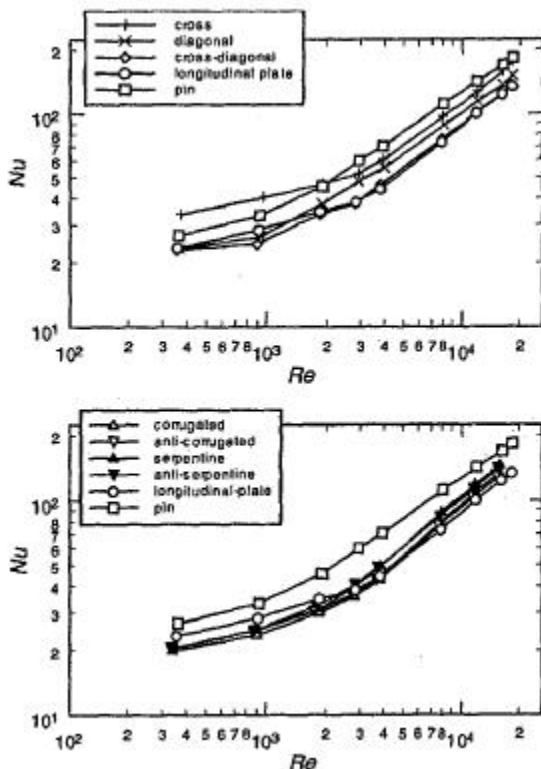 cross
diagonal
cross-diagonal
longitudinal plate
pin
2
10²
8
6
5
4
3
2
10¹
Nu
10² 2 3 4 5 6 7 8 10³ 2 3 4 5 6 7 8 10⁴ 2
Re
corrugated
anti-corrugated
serpentine
anti-serpentine
longitudinal-plate
pin
2
10²
8
6
5
4
3
2
10¹
Nu
10² 2 3 4 5 6 7 8 10³ 2 3 4 5 6 7 8 10⁴ 2
Re